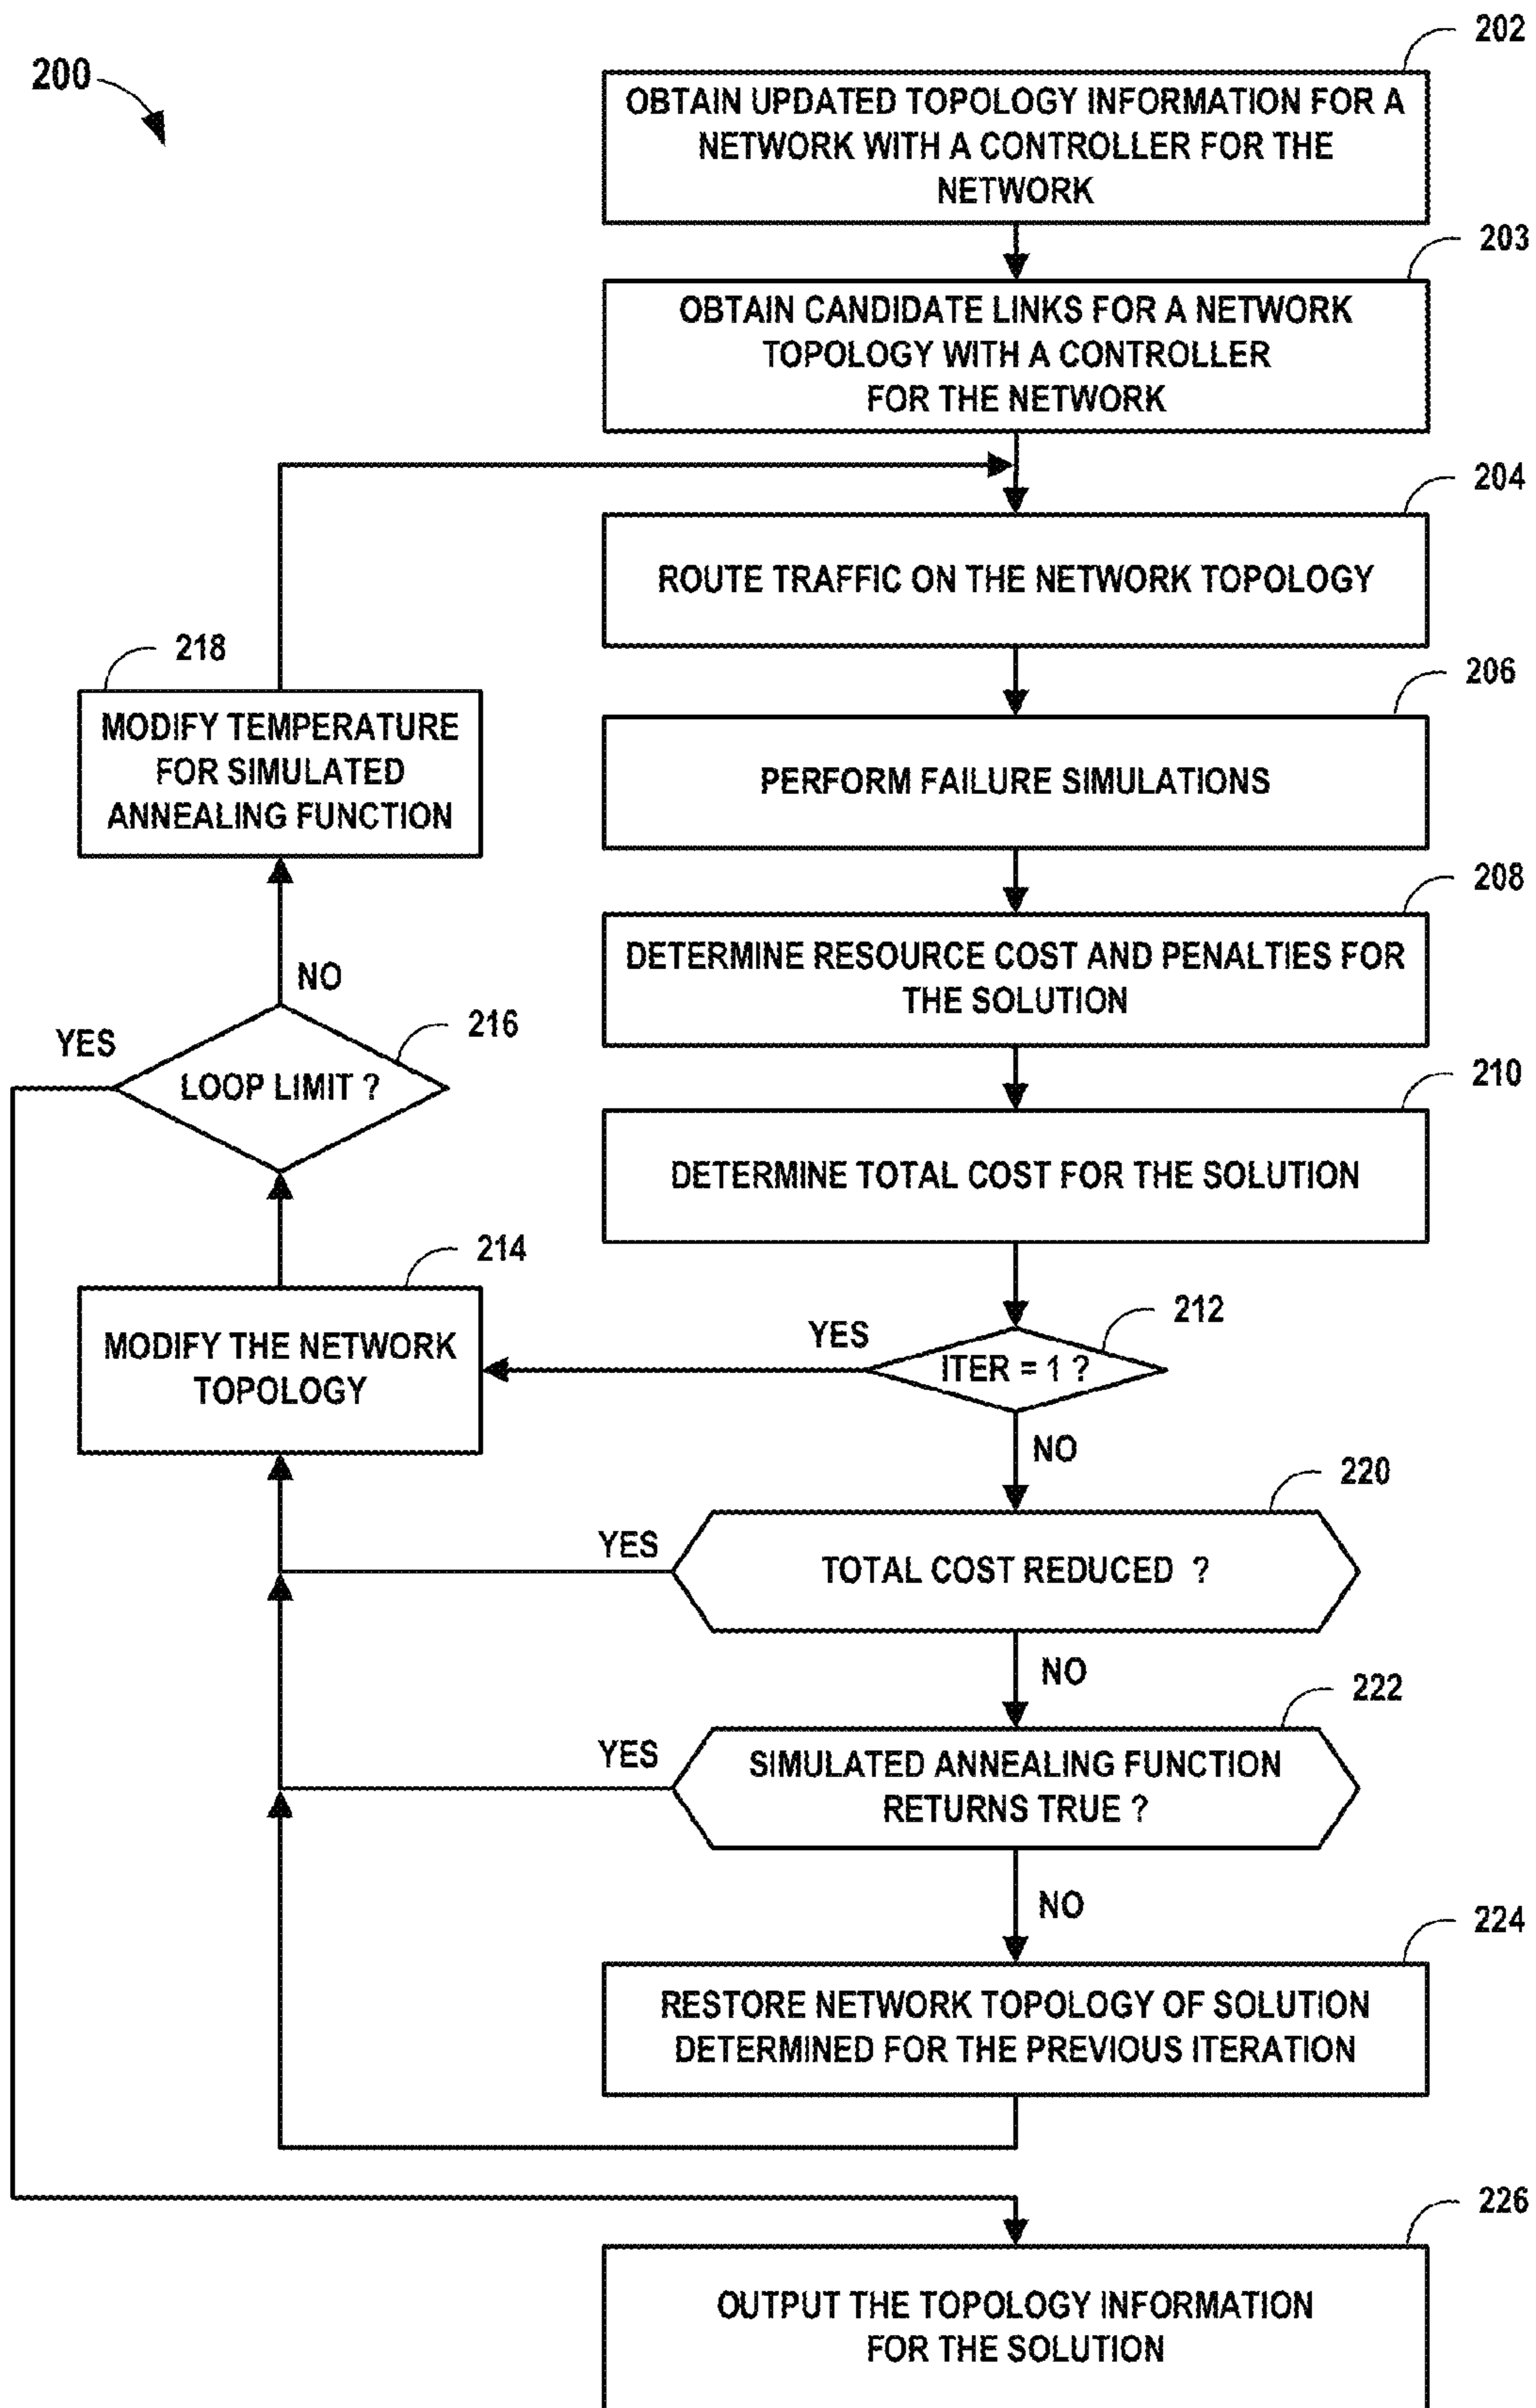 200
202
OBTAIN UPDATED TOPOLOGY INFORMATION FOR A
NETWORK WITH A CONTROLLER FOR THE
NETWORK
203
OBTAIN CANDIDATE LINKS FOR A NETWORK
TOPOLOGY WITH A CONTROLLER
FOR THE NETWORK
204
ROUTE TRAFFIC ON THE NETWORK TOPOLOGY
206
PERFORM FAILURE SIMULATIONS
208
DETERMINE RESOURCE COST AND PENALTIES FOR
THE SOLUTION
210
DETERMINE TOTAL COST FOR THE SOLUTION
212
ITER = 1 ?
YES
NO
214
MODIFY THE NETWORK
TOPOLOGY
216
LOOP LIMIT ?
YES
NO
218
MODIFY TEMPERATURE
FOR SIMULATED
ANNEALING FUNCTION
220
TOTAL COST REDUCED ?
YES
NO
222
SIMULATED ANNEALING FUNCTION
RETURNS TRUE ?
YES
NO
224
RESTORE NETWORK TOPOLOGY OF SOLUTION
DETERMINED FOR THE PREVIOUS ITERATION
226
OUTPUT THE TOPOLOGY INFORMATION
FOR THE SOLUTION